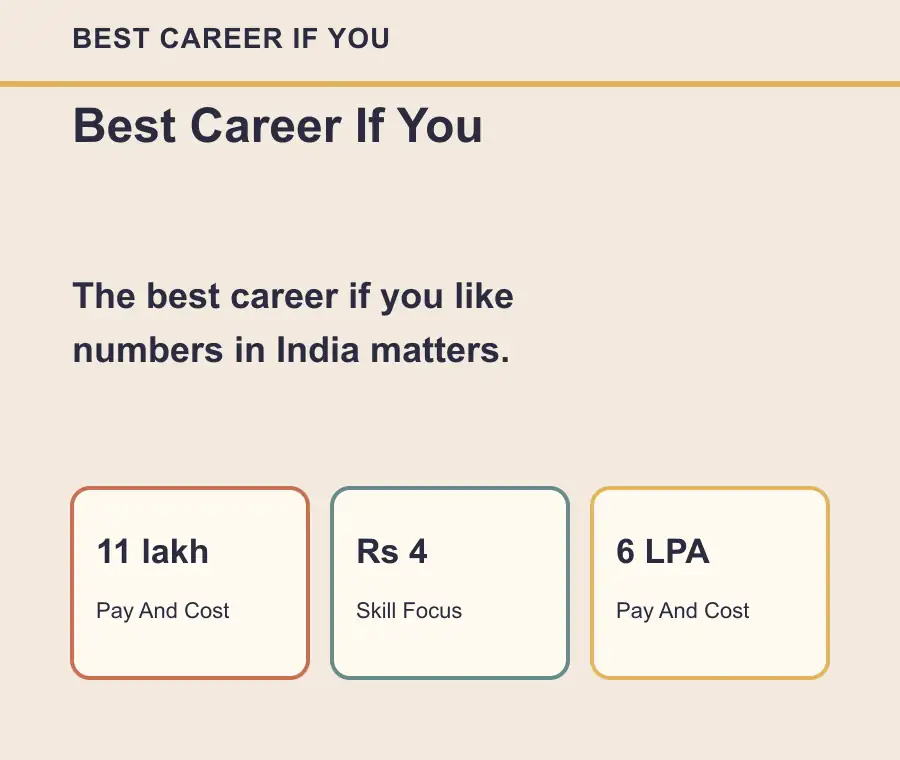 BEST CAREER IF YOU
Best Career If You
The best career if you like
numbers in India matters.
11 lakh
Pay And Cost
Rs 4
Skill Focus
6 LPA
Pay And Cost